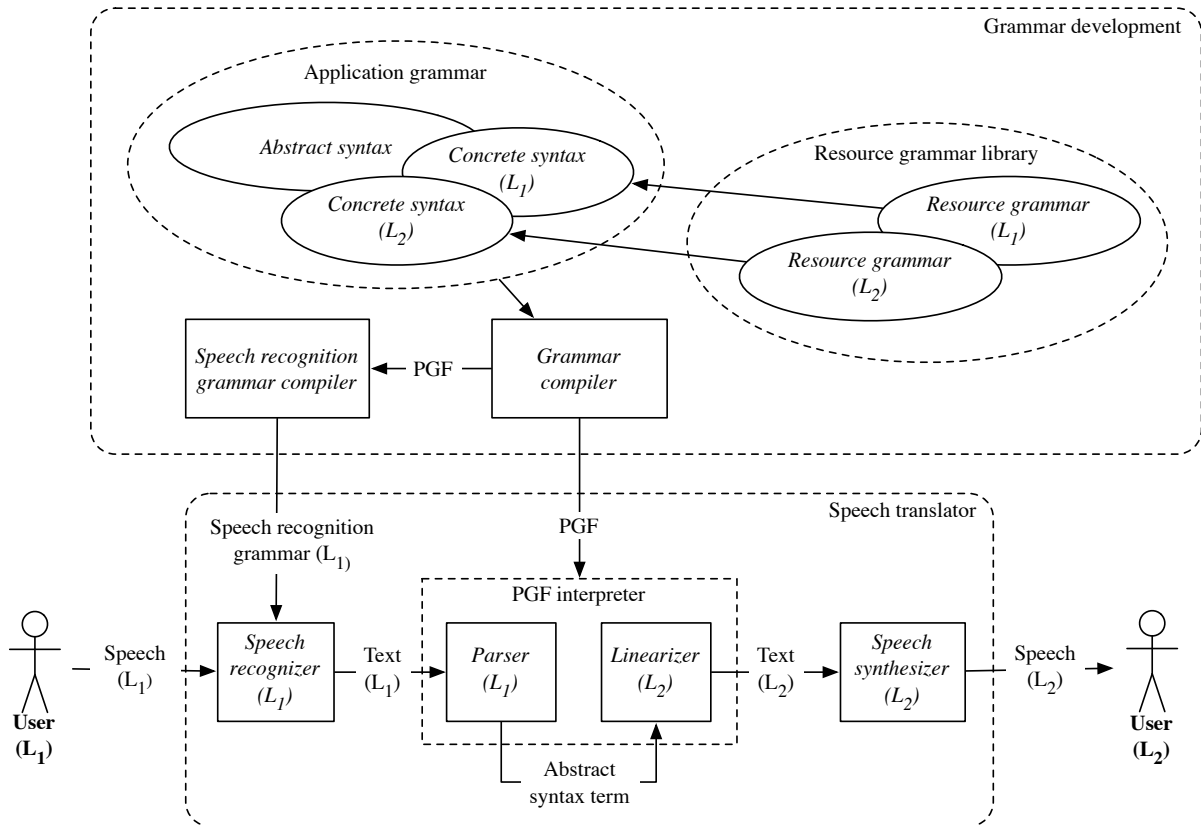 Grammar development
Application grammar
Abstract syntax
Concrete syntax
(L1)
Concrete syntax
(L2)
Resource grammar library
Resource grammar
(L1)
Resource grammar
(L2)
Speech recognition
grammar compiler
PGF
Grammar
compiler
Speech translator
Speech recognition
grammar (L1)
PGF
PGF interpreter
User
(L1)
Speech
(L1)
Speech
recognizer
(L1)
Text
(L1)
Parser
(L1)
Linearizer
(L2)
Text
(L2)
Speech
synthesizer
(L2)
Speech
(L2)
User
(L2)
Abstract
syntax term